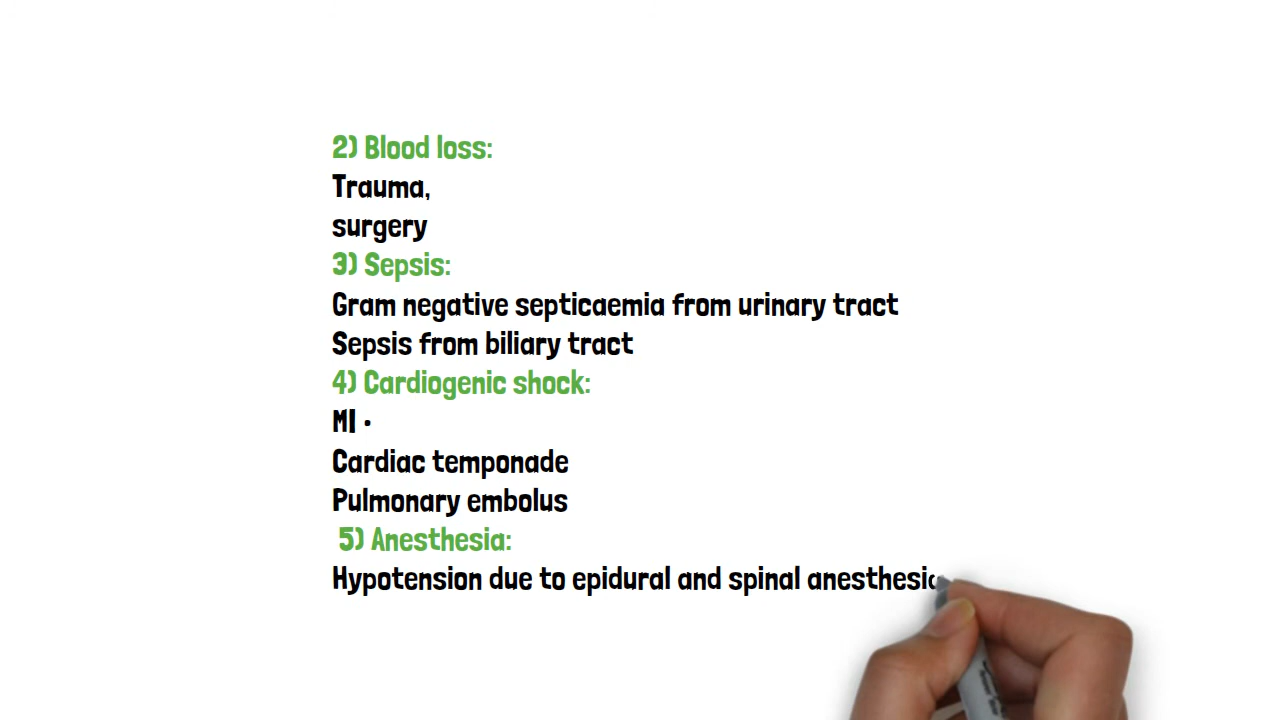 2) Blood loss:
Trauma,
surgery
3) Sepsis:
Gram negative septicaemia from urinary tract
Sepsis from biliary tract
4) Cardiogenic shock:
MI •
Cardiac temponade
Pulmonary embolus
5) Anesthesia:
Hypotension due to epidural and spinal anesthesia